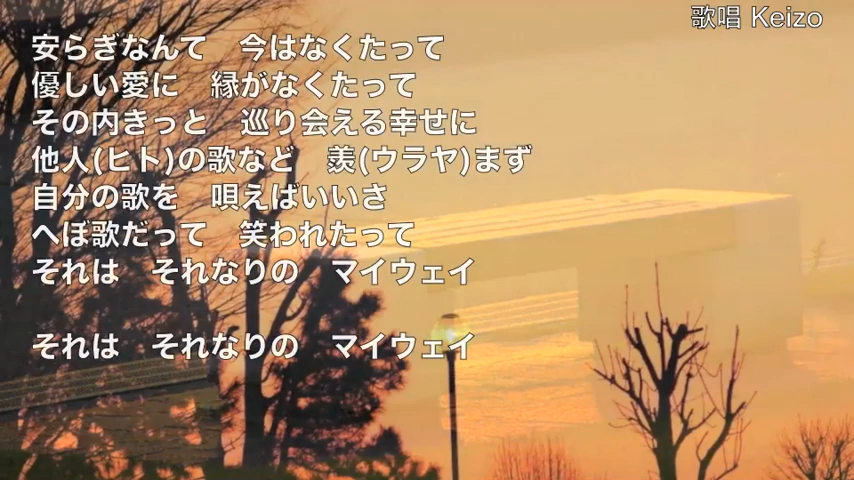 歌唱 Keizo
安らぎなんて　今はなくたって
優しい愛に　縁がなくたって
その内きっと　巡り会える幸せに
他人(ヒト)の歌など　羨(ウラヤ)まず
自分の歌を　唄えばいいさ
へぼ歌だって　笑われたって
それは　それなりの　マイウェイ
それは　それなりの　マイウェイ